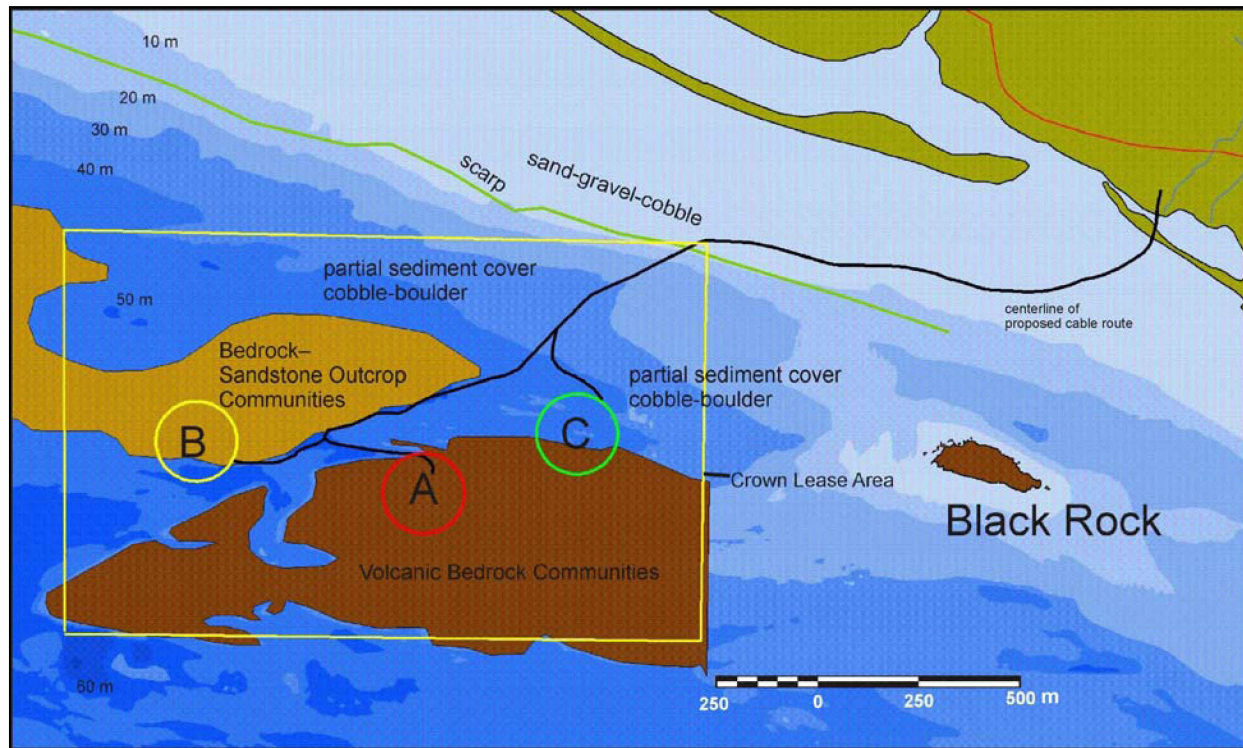 10 m
20 m
30 m
40 m
scarp
sand-gravel-cobble
partial sediment cover
cobble-boulder
50 m
centerline of
proposed cable route
Bedrock–
Sandstone Outcrop
Communities
partial sediment cover
cobble-boulder
B
C
A
Crown Lease Area
Black Rock
Volcanic Bedrock Communities
60 m
250 0 250 500 m